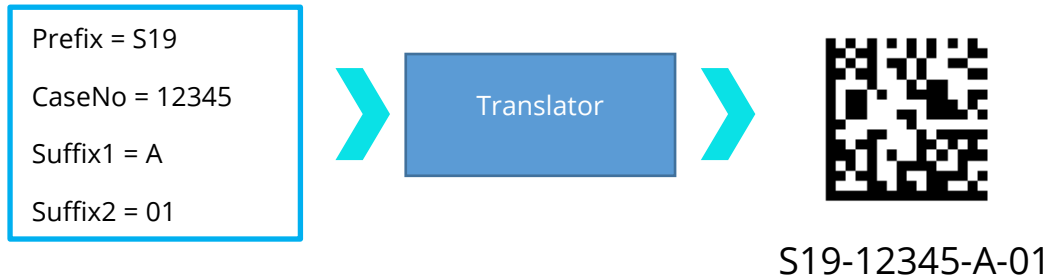 Prefix = S19
CaseNo = 12345
Suffix1 = A
Suffix2 = 01
Translator
S19-12345-A-01